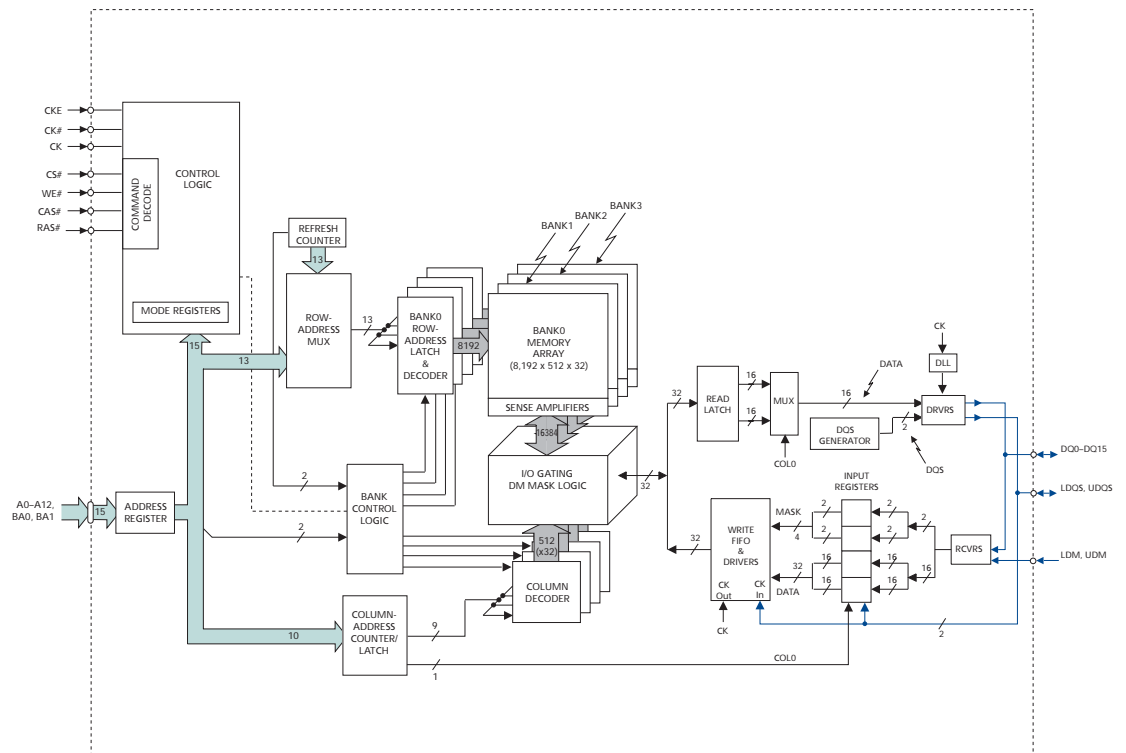 CKE
CK#
CK
CS#
WE#
CAS#
RAS#
COMMAND
DECODE
CONTROL
LOGIC
MODE REGISTERS
15
13
REFRESH
COUNTER
13
ROW-
ADDRESS
MUX
13
BANK0
ROW-
ADDRESS
LATCH
&
DECODER
8192
BANK1
BANK2
BANK3
BANK0
MEMORY
ARRAY
(8,192 x 512 x 32)
SENSE AMPLIFIERS
16384
I/O GATING
DM MASK LOGIC
32
512
(x32)
COLUMN
DECODER
2
2
BANK
CONTROL
LOGIC
A0–A12,
BA0, BA1
15
ADDRESS
REGISTER
10
COLUMN-
ADDRESS
COUNTER/
LATCH
9
1
COL0
32
READ
LATCH
16
16
MUX
COL0
16
DATA
DQS
GENERATOR
2
DQS
CK
DLL
DRVRS
DQ0–DQ15
LDQS, UDQS
LDM, UDM
INPUT
REGISTERS
32
WRITE
FIFO
&
DRIVERS
CK
Out
CK
In
CK
MASK
4
32
DATA
2
2
16
16
2
2
16
16
2
16
RCVRS
2